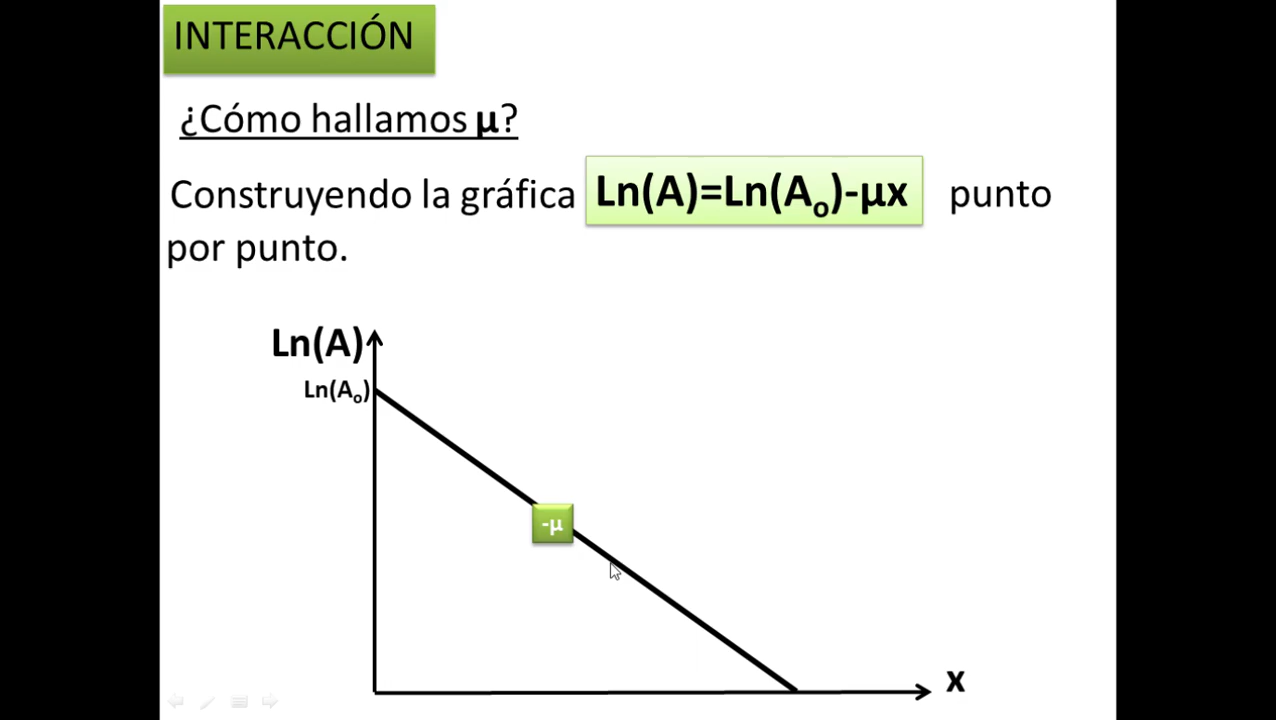 INTERACCIÓN
¿Cómo hallamos μ?
Construyendo la gráfica Ln(A)=Ln(Ao)-μx punto
por punto.
Ln(A)
Ln(Ao)
-μ
x